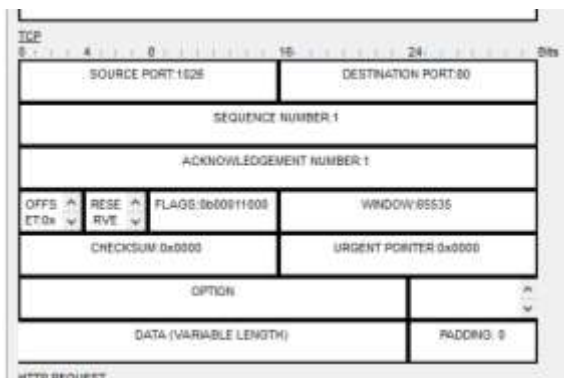 TCP
0 4 8 16 24 Bits
SOURCE PORT:1026 DESTINATION PORT:80
SEQUENCE NUMBER:1
ACKNOWLEDGEMENT NUMBER:1
OFFS RESE FLAGS:0b00011000 WINDOW:65535
ET:0x RVE
CHECKSUM:0x0000 URGENT POINTER:0x0000
OPTION
DATA (VARIABLE LENGTH) PADDING: 0
HTTP REQUEST